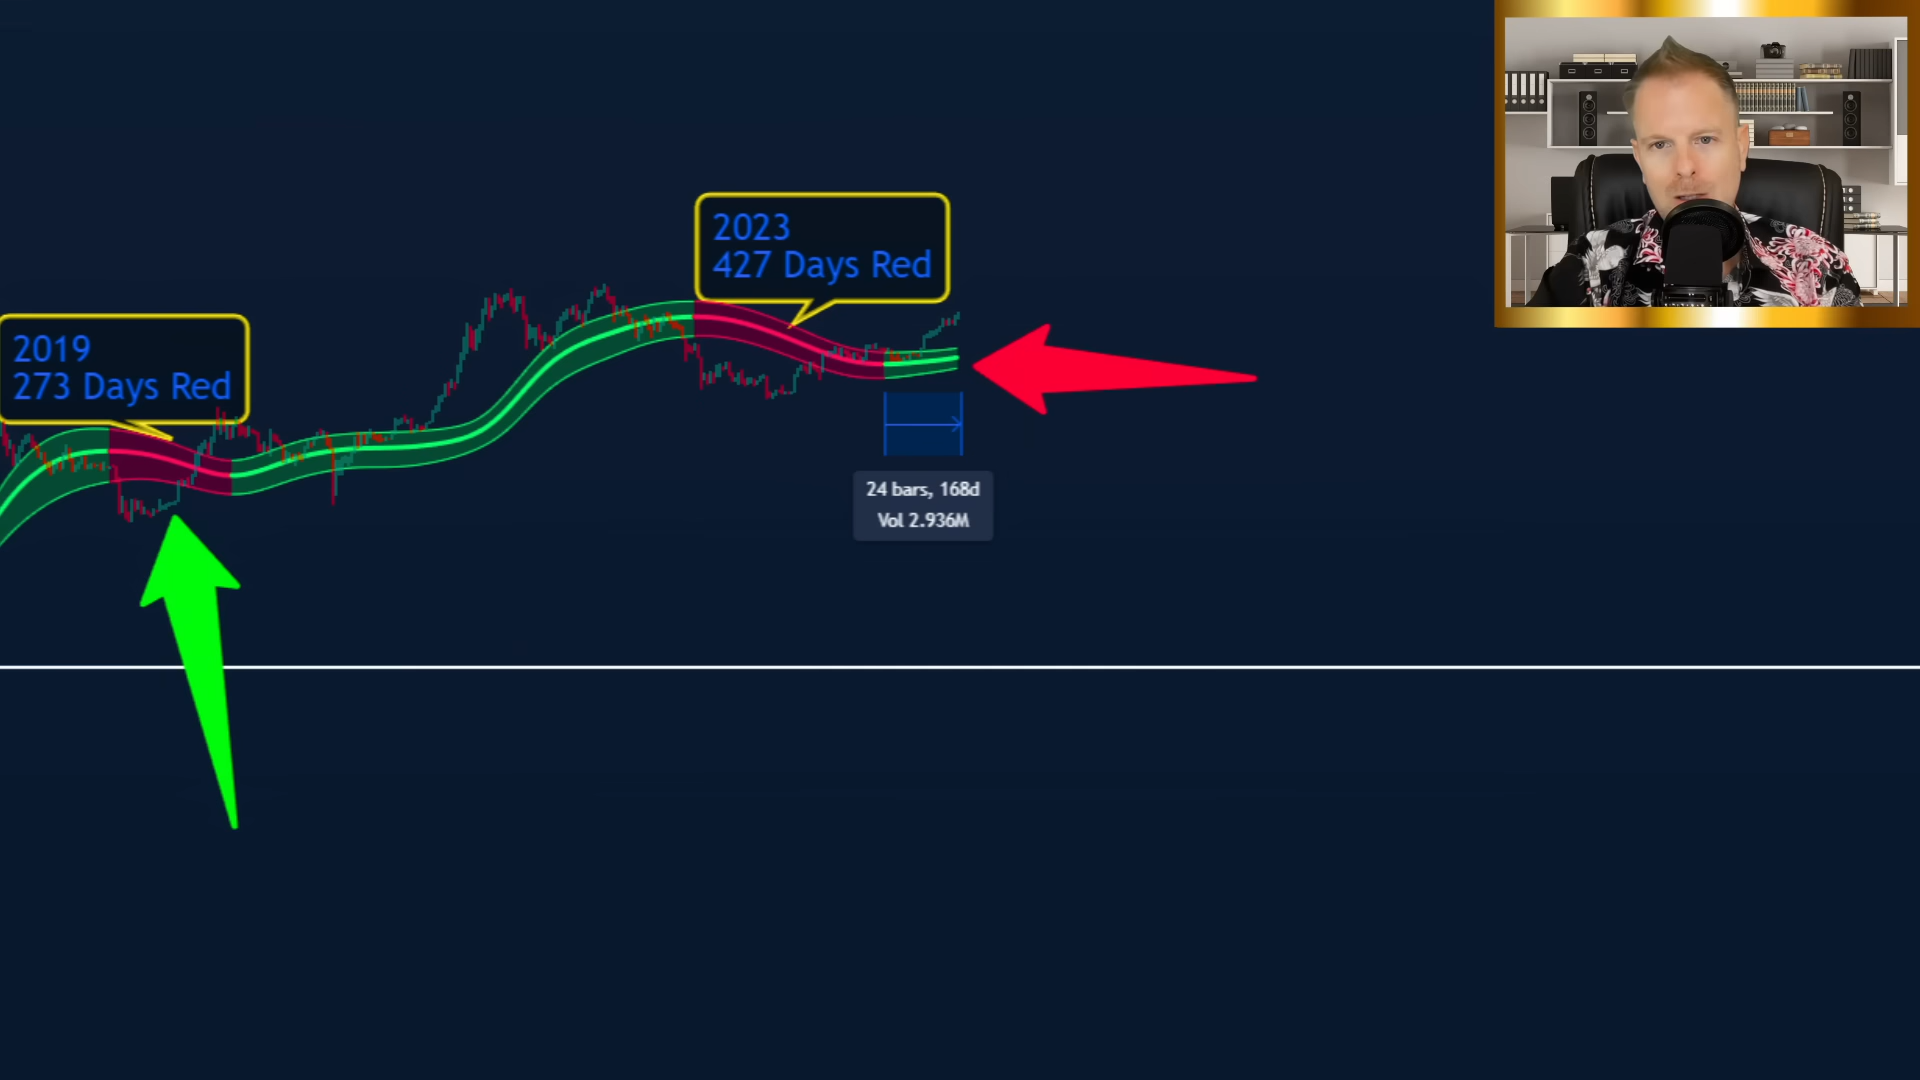 2019
273 Days Red
2023
427 Days Red
24 bars, 168d
Vol 2.936M